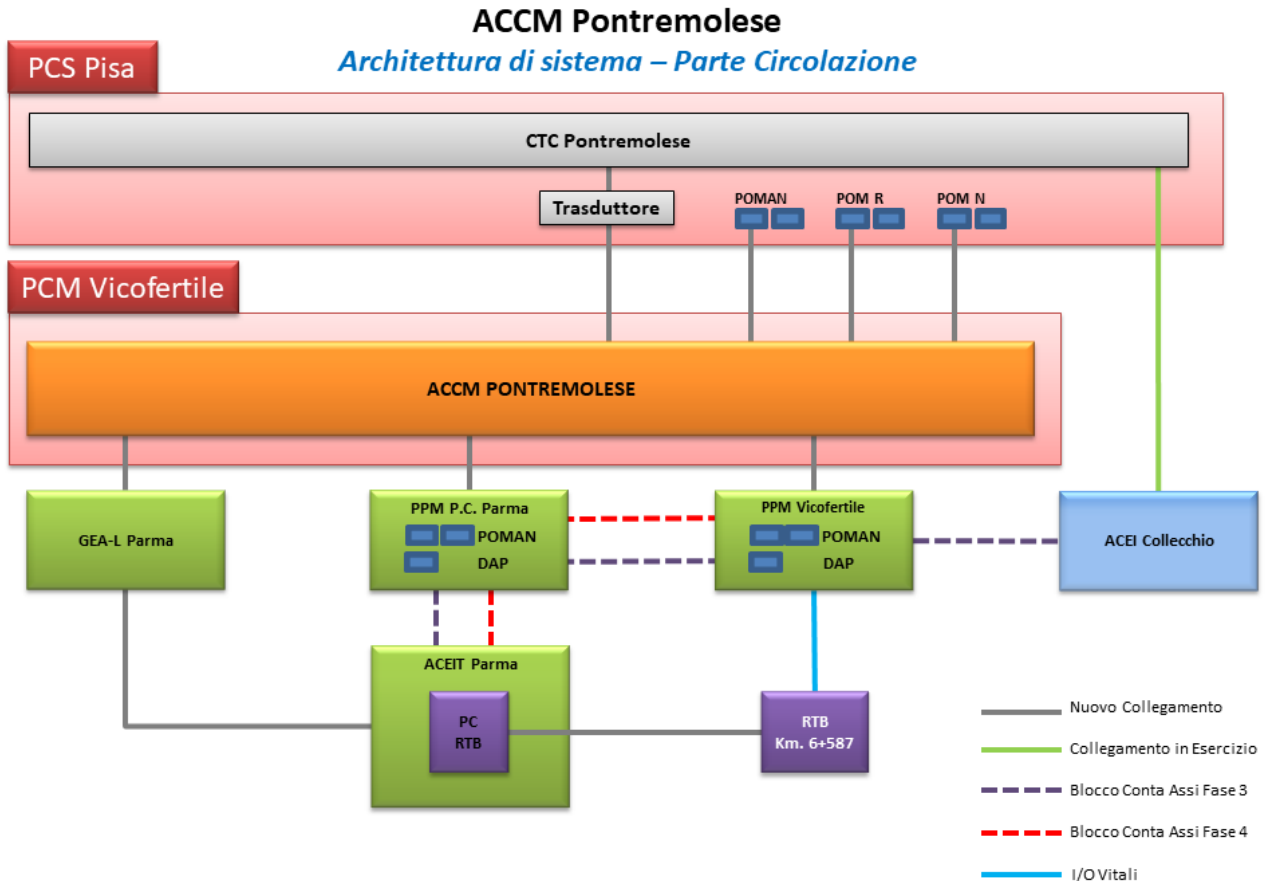 ACCM Pontremolese
Architettura di sistema – Parte Circolazione
PCS Pisa
CTC Pontremolese
Trasduttore
POMAN
POM R
POM N
PCM Vicofertile
ACCM PONTREMOLESE
GEA-L Parma
PPM P.C. Parma
POMAN
DAP
PPM Vicofertile
POMAN
DAP
ACEI Collecchio
ACEIT Parma
PC
RTB
RTB
Km. 6+587
Nuovo Collegamento
Collegamento in Esercizio
Blocco Conta Assi Fase 3
Blocco Conta Assi Fase 4
I/O Vitali